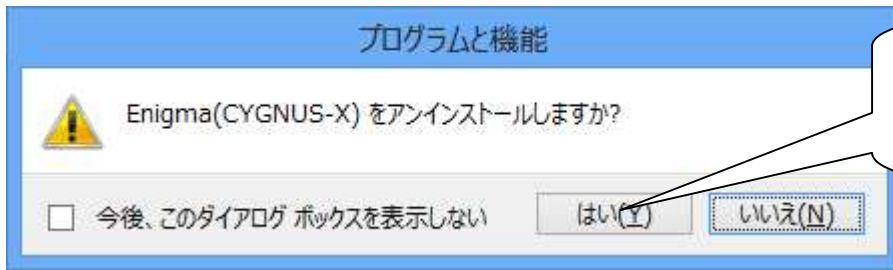 プログラムと機能
Enigma(CYGNUS-X) をアンインストールしますか?
今後、このダイアログ ボックスを表示しない
はい(Y)
いいえ(N)